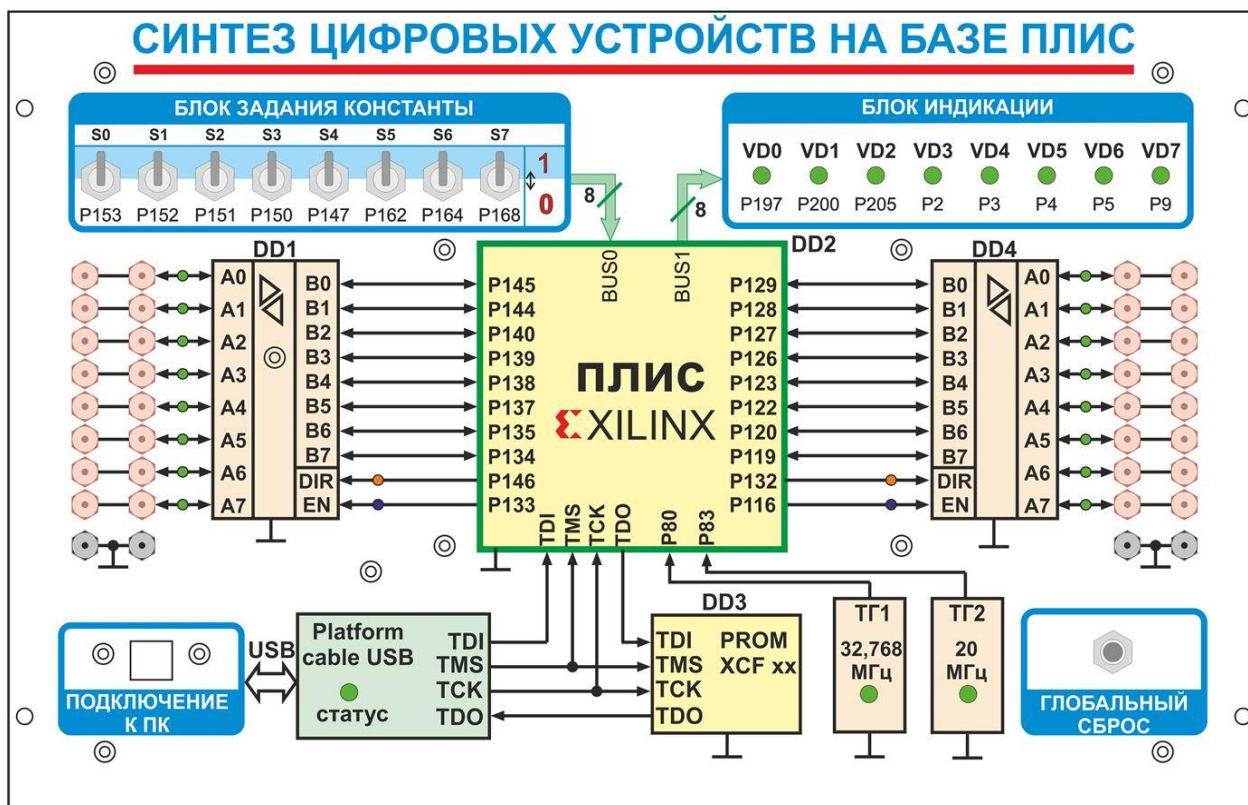 СИНТЕЗ ЦИФРОВЫХ УСТРОЙСТВ НА БАЗЕ ПЛИС
БЛОК ЗАДАНИЯ КОНСТАНТЫ
S0 S1 S2 S3 S4 S5 S6 S7
1
0
P153 P152 P151 P150 P147 P162 P164 P168
8
БЛОК ИНДИКАЦИИ
VD0 VD1 VD2 VD3 VD4 VD5 VD6 VD7
P197 P200 P205 P2 P3 P4 P5 P9
8
DD1
A0
A1
A2
A3
A4
A5
A6
A7
B0
B1
B2
B3
B4
B5
B6
B7
DIR
EN
DD2
BUS0
BUS1
P145
P144
P140
P139
P138
P137
P135
P134
P146
P133
ПЛИС
XILINX
P129
P128
P127
P126
P123
P122
P120
P119
P132
P116
TDI
TMS
TCK
TDO
P80
P83
DD4
B0
B1
B2
B3
B4
B5
B6
B7
DIR
EN
A0
A1
A2
A3
A4
A5
A6
A7
ПОДКЛЮЧЕНИЕ
К ПК
USB
Platform
cable USB
статус
TDI
TMS
TCK
TDO
DD3
TDI
TMS
TCK
TDO
PROM
XCF xx
ТГ1
32,768
МГц
ТГ2
20
МГц
ГЛОБАЛЬНЫЙ
СБРОС